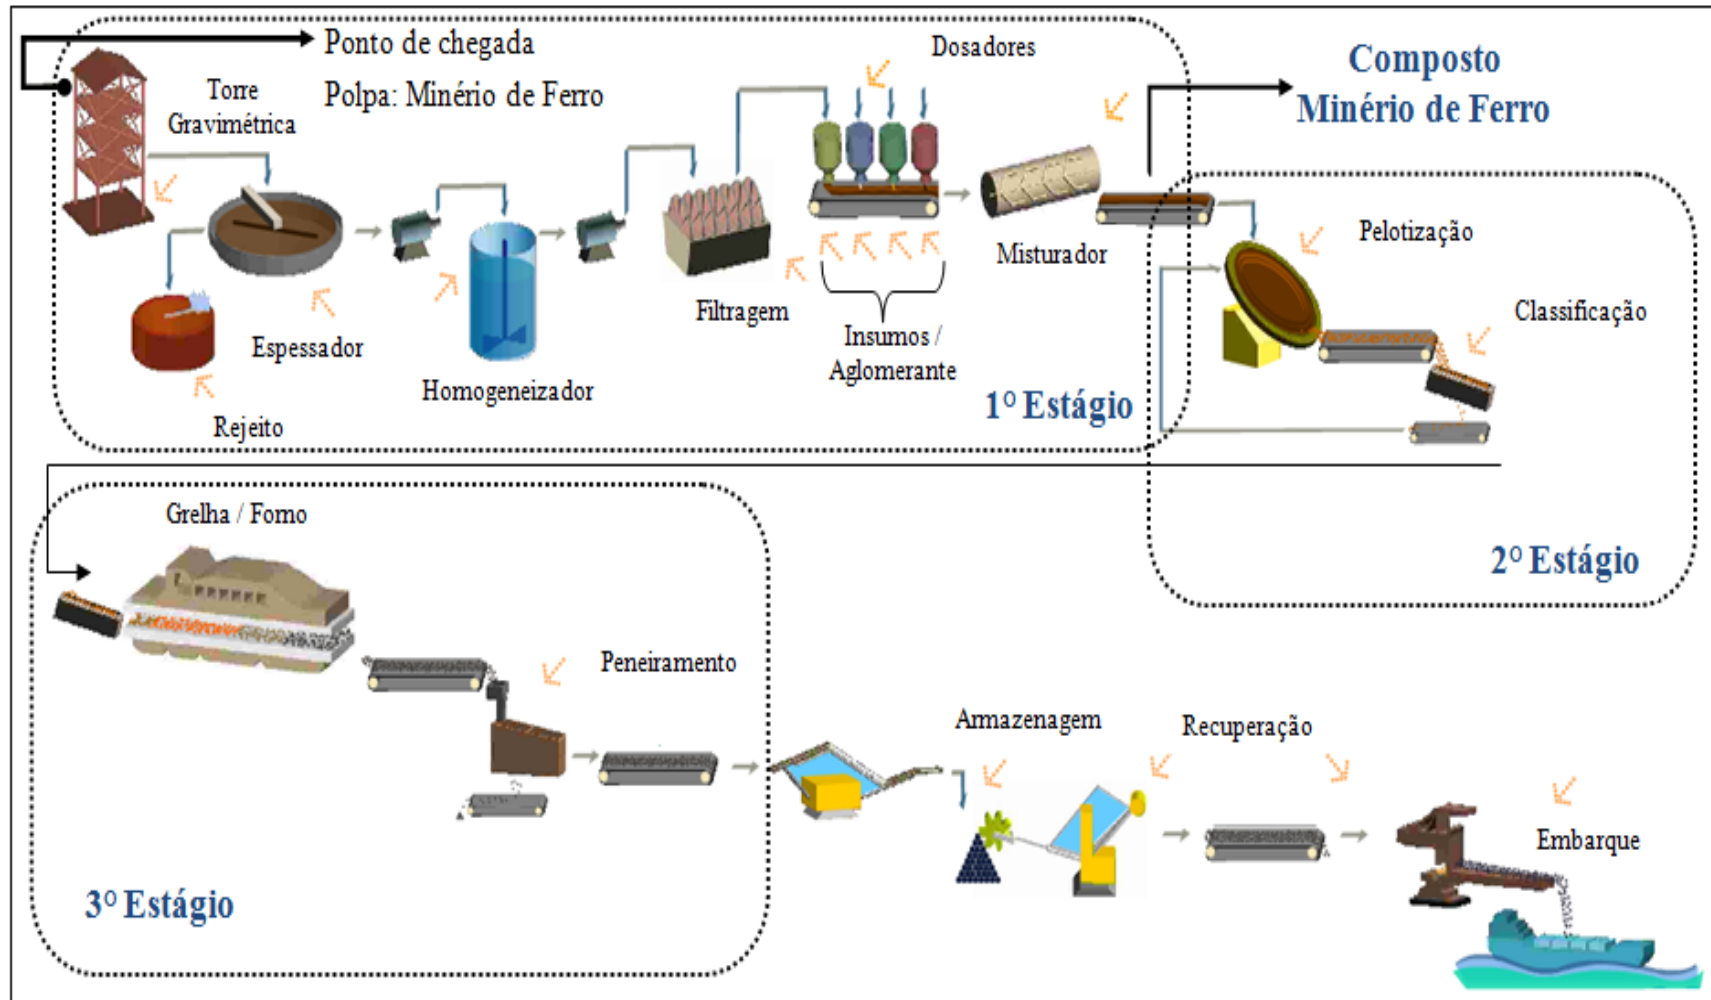 Ponto de chegada
Polpa: Minério de Ferro
Torre
Gravimétrica
Dosadores
Composto
Minério de Ferro
Espessador
Rejeito
Homogeneizador
Filtragem
Insumos /
Aglomerante
Misturador
1º Estágio
Pelotização
Classificação
2º Estágio
Grelha / Forno
Peneiramento
3º Estágio
Armazenagem
Recuperação
Embarque